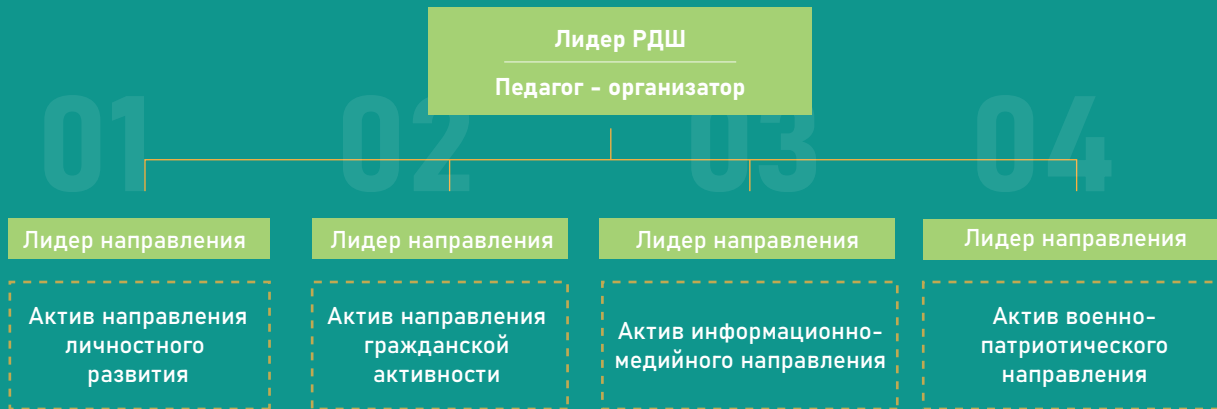 Лидер РДШ
Педагог - организатор
01
02
03
04
Лидер направления
Лидер направления
Лидер направления
Лидер направления
Актив направления
личностного
развития
Актив направления
гражданской
активности
Актив информационно-
медийного направления
Актив военно-
патриотического
направления